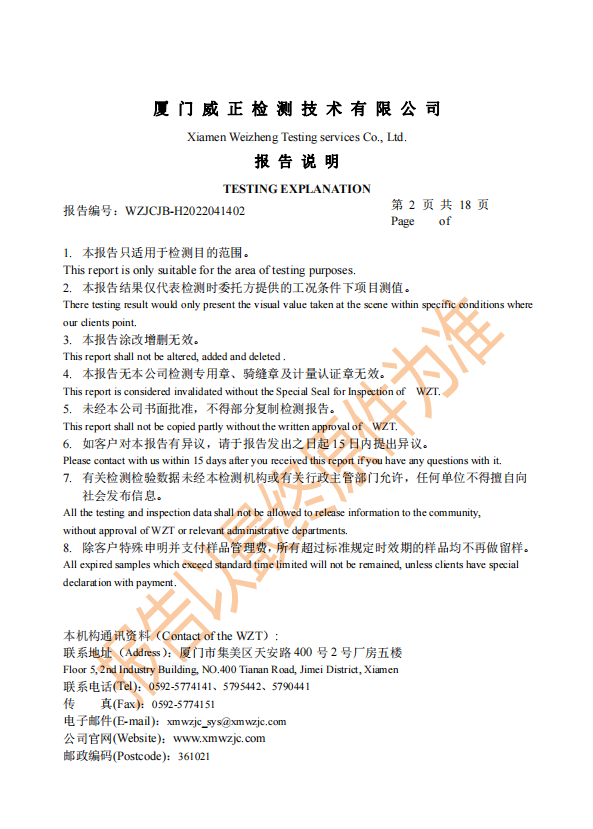 厦门威正检测技术有限公司
Xiamen Weizheng Testing services Co., Ltd.
报告说明
TESTING EXPLANATION
报告编号：WZJCJB-H2022041402
第 2 页 共 18 页
Page of
1. 本报告只适用于检测目的范围。
This report is only suitable for the area of testing purposes.
2. 本报告结果仅代表检测时委托方提供的工况条件下项目测值。
There testing result would only present the visual value taken at the scene within specific conditions where
our clients point.
3. 本报告涂改增删无效。
This report shall not be altered, added and deleted .
4. 本报告无本公司检测专用章、骑缝章及计量认证章无效。
This report is considered invalidated without the Special Seal for Inspection of WZT.
5. 未经本公司书面批准，不得部分复制检测报告。
This report shall not be copied partly without the written approval of WZT.
6. 如客户对本报告有异议，请于报告发出之日起 15 日内提出异议。
Please contact with us within 15 days after you received this report if you have any questions with it.
7. 有关检测检验数据未经本检测机构或有关行政主管部门允许，任何单位不得擅自向
社会发布信息。
All the testing and inspection data shall not be allowed to release information to the community,
without approval of WZT or relevant administrative departments.
8. 除客户特殊申明并支付样品管理费，所有超过标准规定时效期的样品均不再做留样。
All expired samples which exceed standard time limited will not be remained, unless clients have special
declaration with payment.
本机构通讯资料（Contact of the WZT）:
联系地址（Address）：厦门市集美区天安路 400 号 2 号厂房五楼
Floor 5, 2nd Industry Building, NO.400 Tianan Road, Jimei District, Xiamen
联系电话(Tel)：0592-5774141、5795442、5790441
传 真(Fax)：0592-5774151
电子邮件(E-mail)：xmwzjc_sys@xmwzjc.com
公司官网(Website)：www.xmwzjc.com
邮政编码(Postcode)：361021
报告以最终原件为准